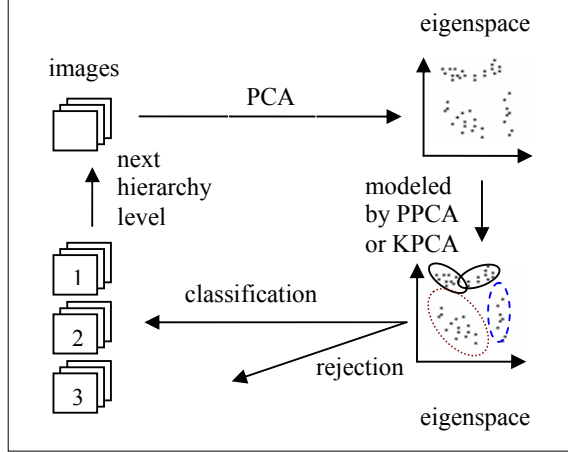 eigenspace
images
PCA
next
hierarchy
level
modeled
by PPCA
or KPCA
1
classification
2
rejection
3
eigenspace